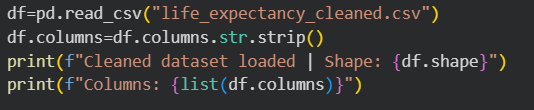 df=pd.read_csv("life_expectancy_cleaned.csv")
df.columns=df.columns.str.strip()
print(f"Cleaned dataset loaded | Shape: {df.shape}")
print(f"Columns: {list(df.columns)}")